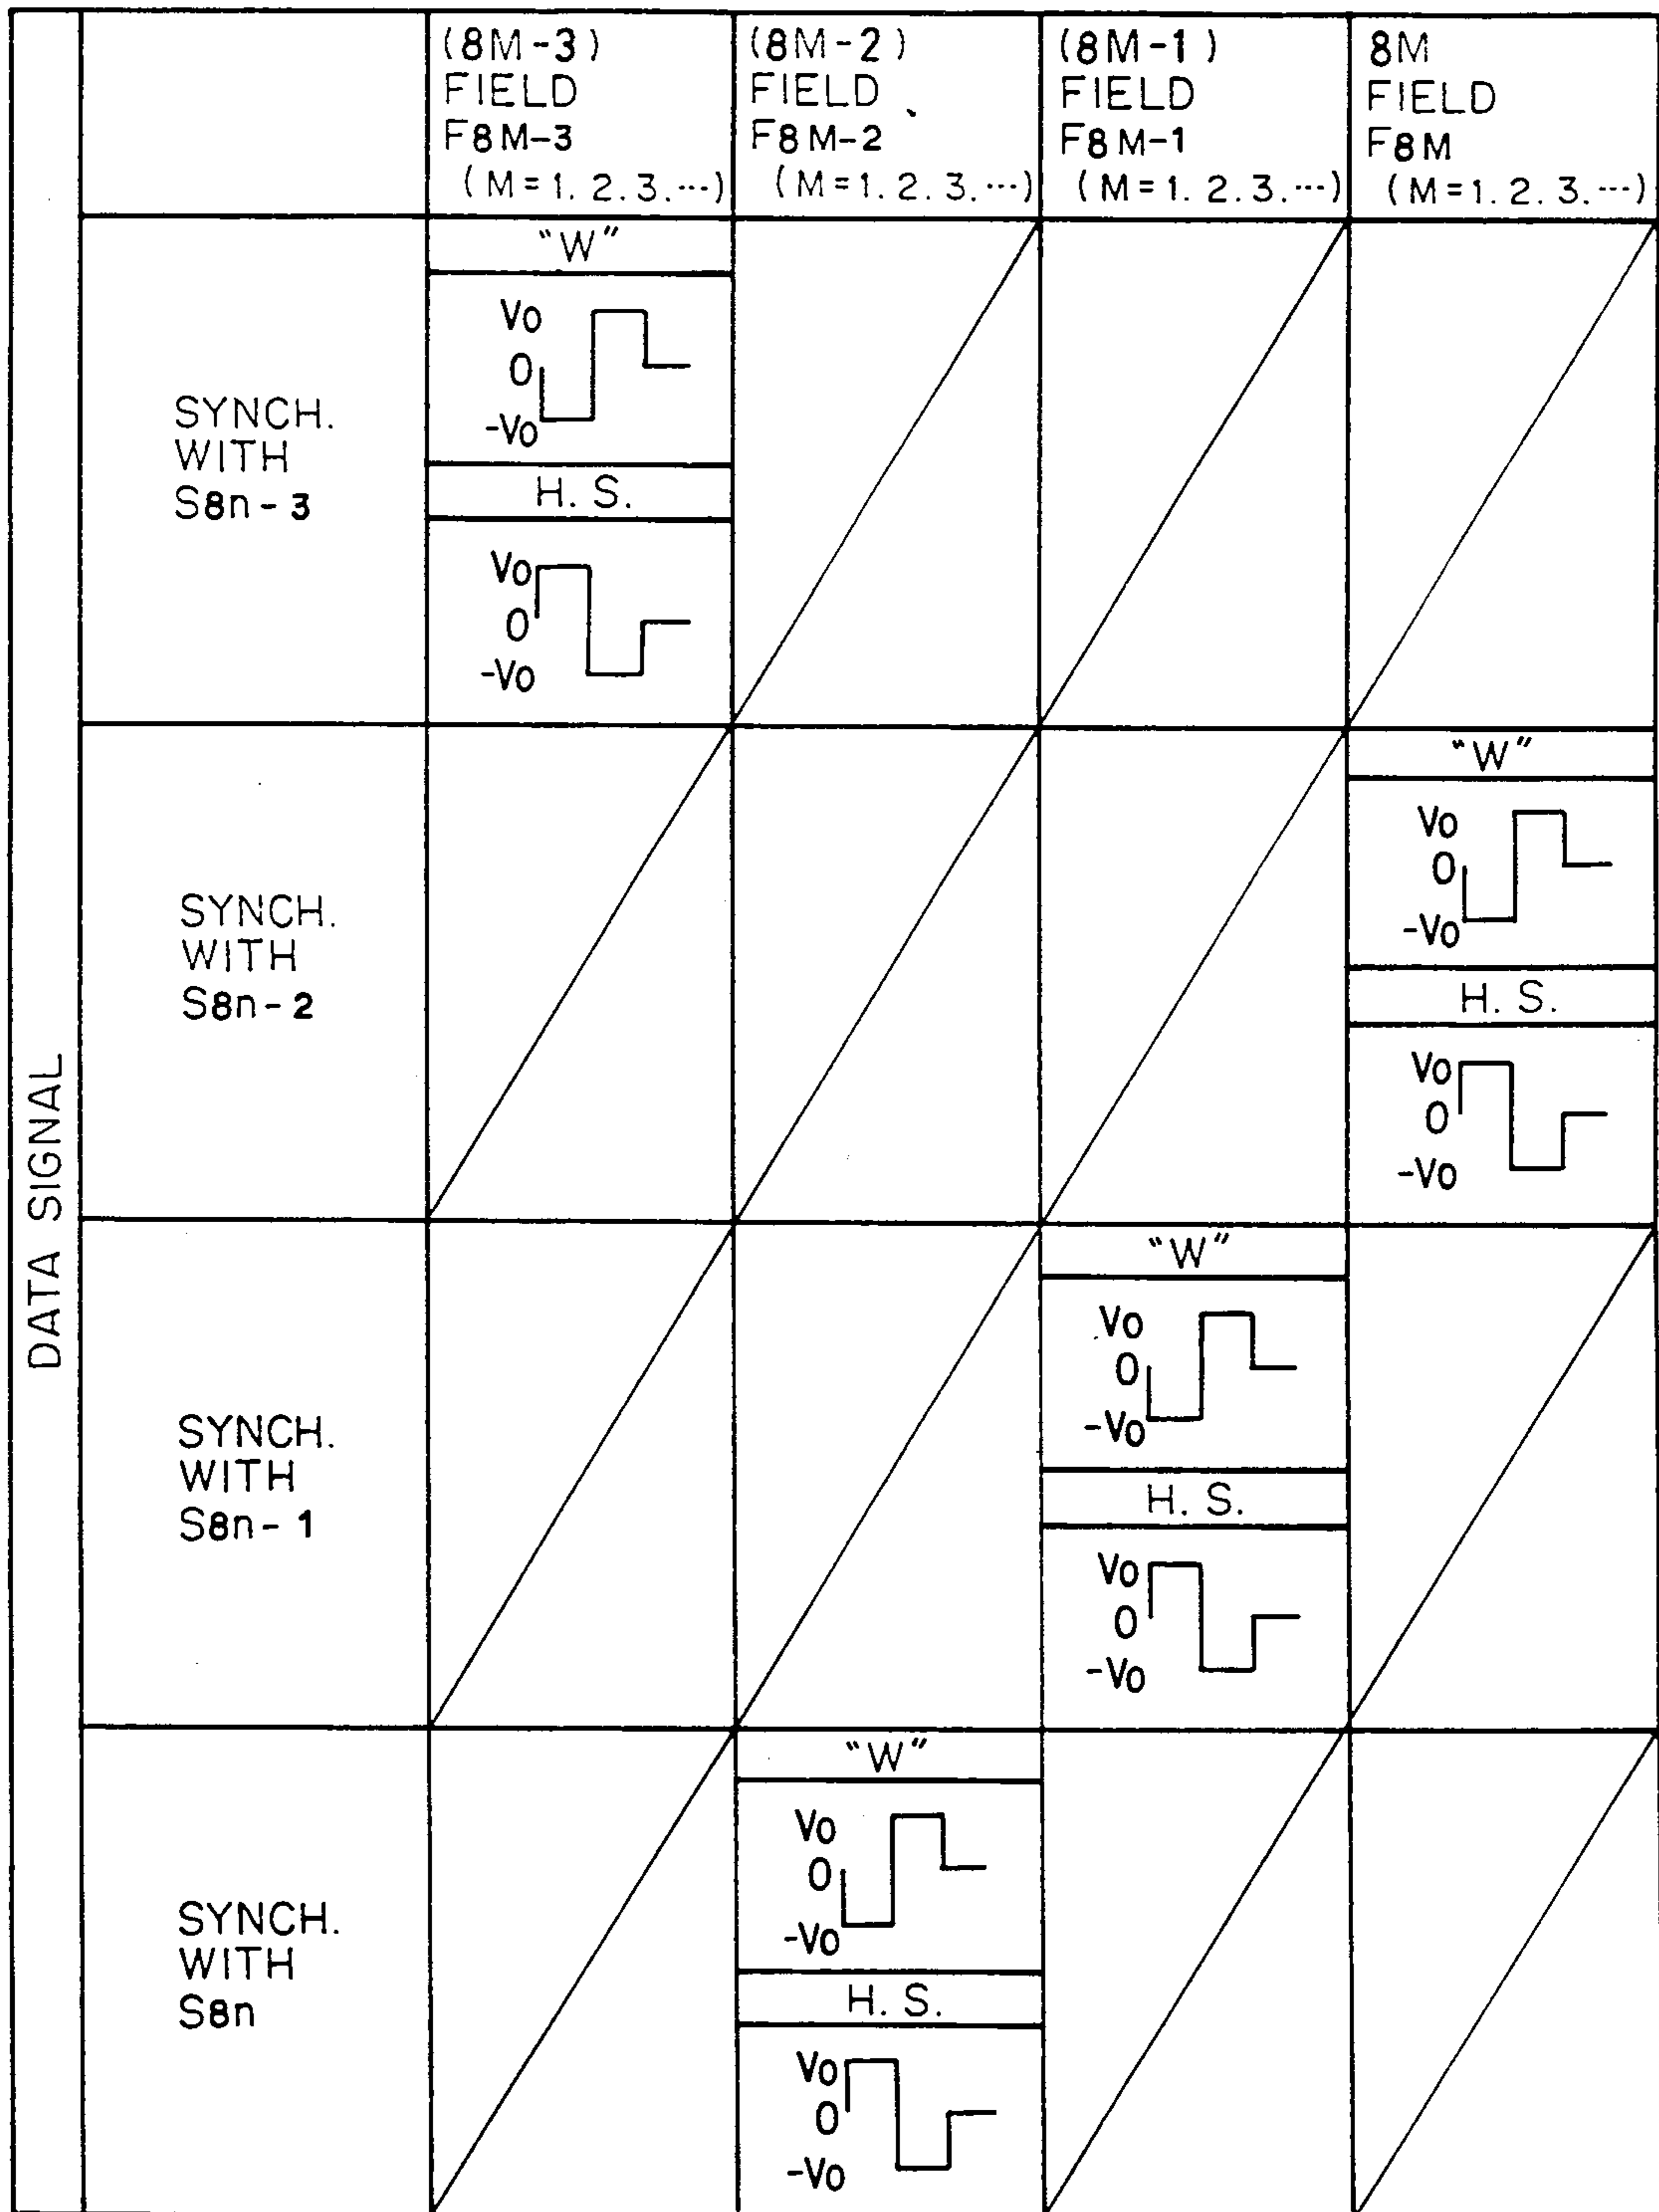 (8M-3)
FIELD
F8M-3
(M=1.2.3.…)
(8M-2)
FIELD
F8M-2
(M=1.2.3.…)
(8M-1)
FIELD
F8M-1
(M=1.2.3.…)
8M
FIELD
F8M
(M=1.2.3.…)
DATA SIGNAL
SYNCH.
WITH
S8n-3
"W"
Vo
0
-Vo
H. S.
Vo
0
-Vo
SYNCH.
WITH
S8n-2
"W"
Vo
0
-Vo
H. S.
Vo
0
-Vo
SYNCH.
WITH
S8n-1
"W"
Vo
0
-Vo
H. S.
Vo
0
-Vo
SYNCH.
WITH
S8n
"W"
Vo
0
-Vo
H. S.
Vo
0
-Vo